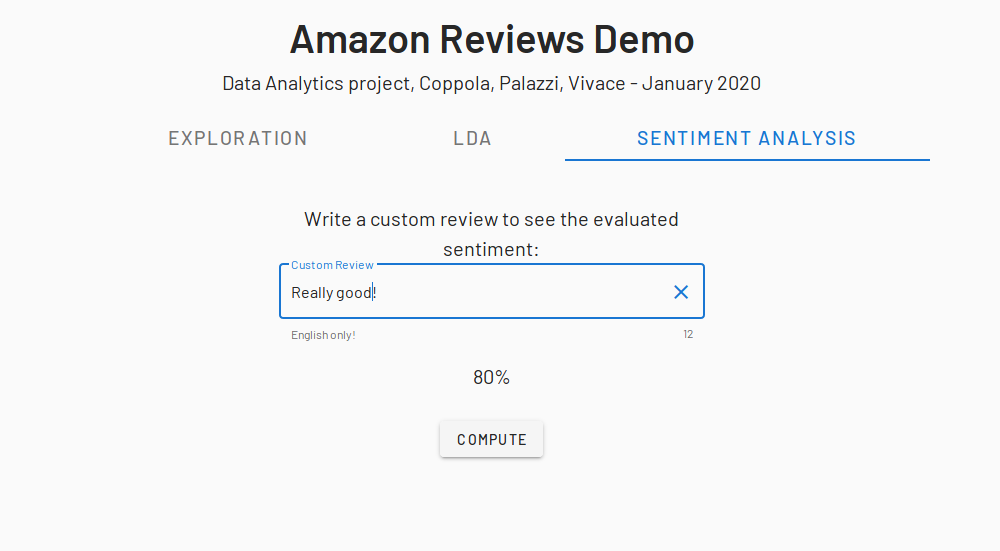 Amazon Reviews Demo
Data Analytics project, Coppola, Palazzi, Vivace - January 2020
EXPLORATION LDA SENTIMENT ANALYSIS
Write a custom review to see the evaluated
sentiment:
Custom Review
Really good!
English only! 12
80%
COMPUTE